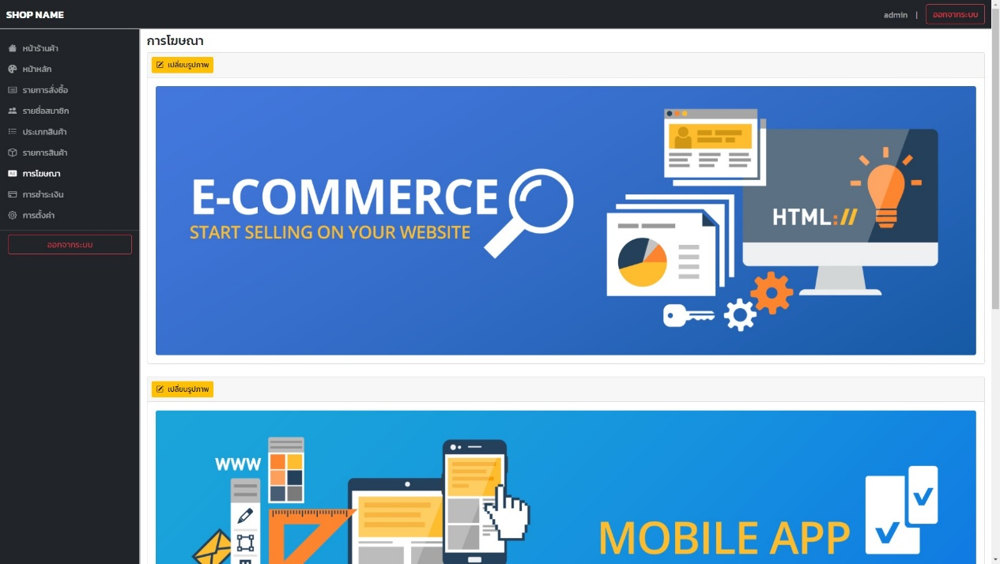 SHOP NAME
admin | ออกจากระบบ
หน้าร้านค้า
หน้าหลัก
รายการสั่งซื้อ
รายชื่อสมาชิก
ประเภทสินค้า
รายการสินค้า
Ad การโฆษณา
การชำระเงิน
การตั้งค่า
ออกจากระบบ
การโฆษณา
เปลี่ยนรูปภาพ
E-COMMERCE
START SELLING ON YOUR WEBSITE
HTML://
เปลี่ยนรูปภาพ
WWW
MOBILE APP